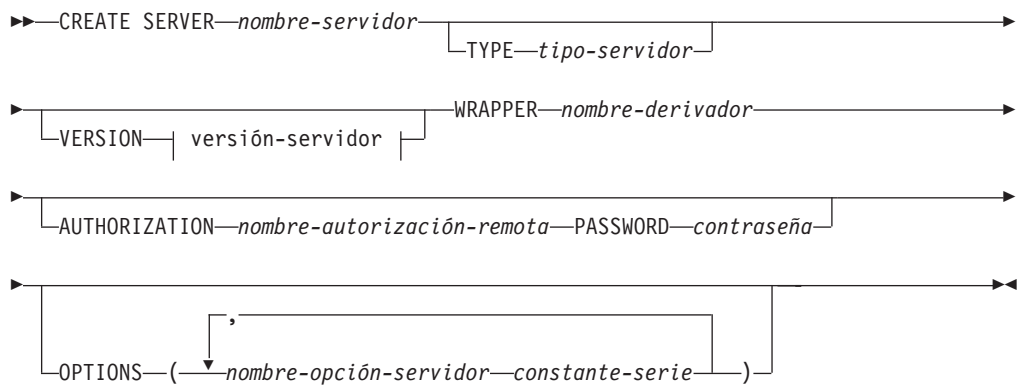 CREATE SERVER nombre-servidor
TYPE tipo-servidor
WRAPPER nombre-derivador
VERSION versión-servidor
AUTHORIZATION nombre-autorización-remota PASSWORD contraseña
,
OPTIONS ( nombre-opción-servidor constante-serie )